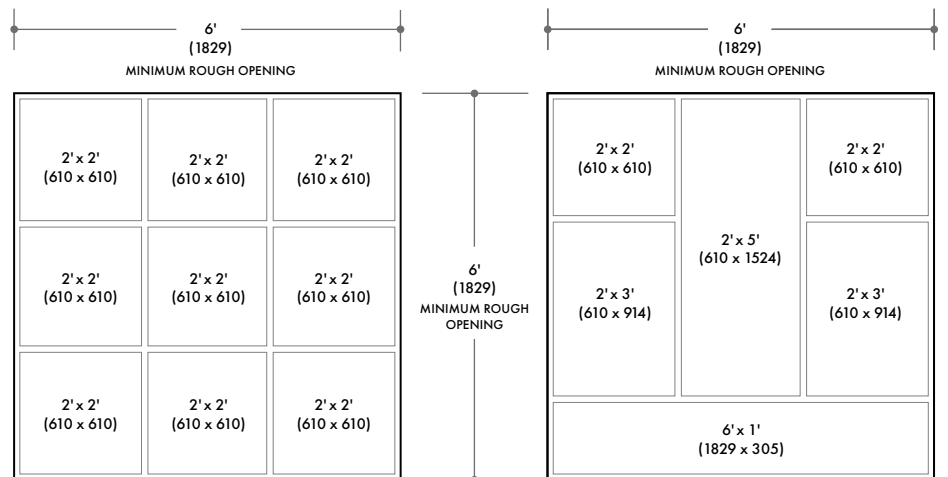 6'
(1829)
MINIMUM ROUGH OPENING
2' x 2'
(610 x 610)
2' x 2'
(610 x 610)
2' x 2'
(610 x 610)
2' x 2'
(610 x 610)
2' x 2'
(610 x 610)
2' x 2'
(610 x 610)
2' x 2'
(610 x 610)
2' x 2'
(610 x 610)
2' x 2'
(610 x 610)
6'
(1829)
MINIMUM ROUGH
OPENING
6'
(1829)
MINIMUM ROUGH OPENING
2' x 2'
(610 x 610)
2' x 5'
(610 x 1524)
2' x 2'
(610 x 610)
2' x 3'
(610 x 914)
2' x 3'
(610 x 914)
6' x 1'
(1829 x 305)